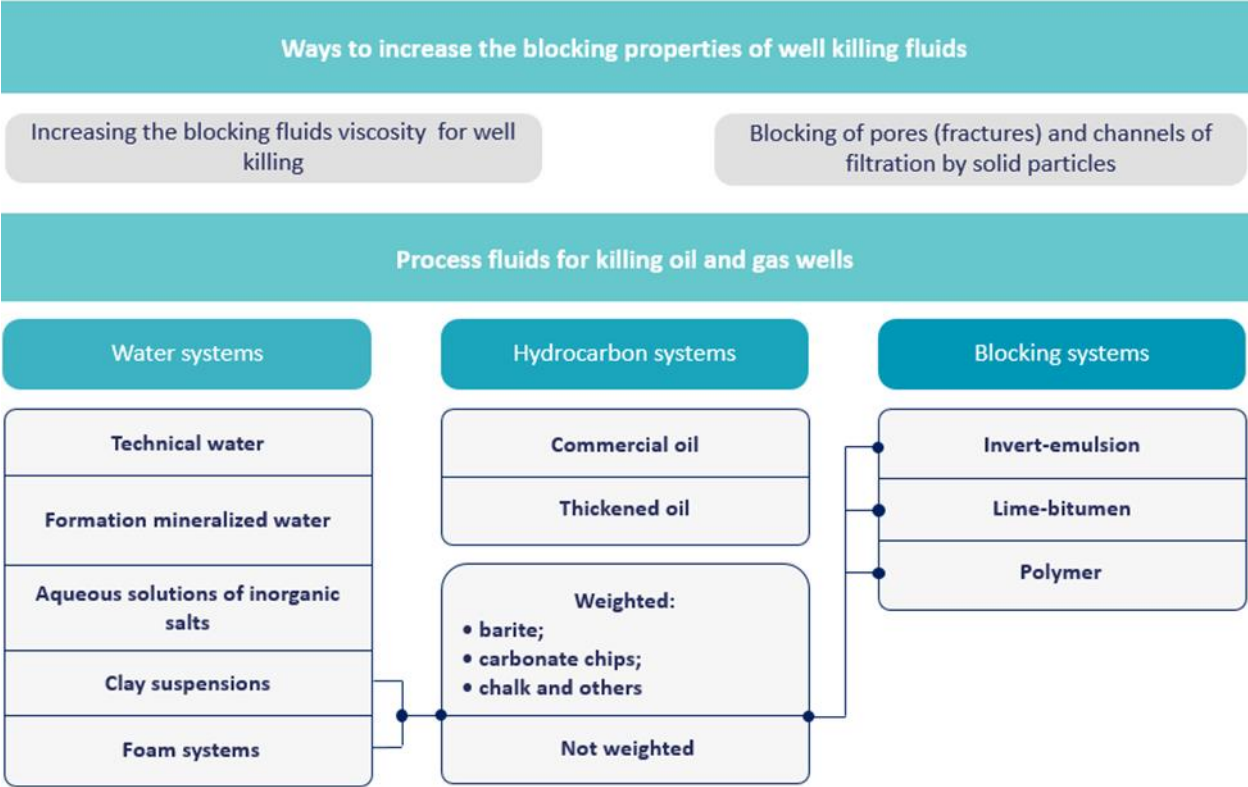 Ways to increase the blocking properties of well killing fluids
Increasing the blocking fluids viscosity for well
killing
Blocking of pores (fractures) and channels of
filtration by solid particles
Process fluids for killing oil and gas wells
Water systems
Technical water
Formation mineralized water
Aqueous solutions of inorganic
salts
Clay suspensions
Foam systems
Hydrocarbon systems
Commercial oil
Thickened oil
Weighted:
• barite;
• carbonate chips;
• chalk and others
Not weighted
Blocking systems
Invert-emulsion
Lime-bitumen
Polymer